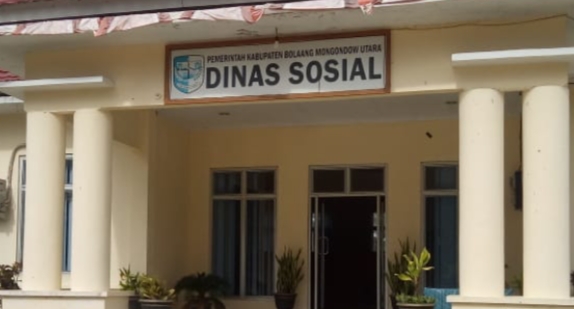 PEMERINTAH KABUPATEN BOLAANG MONGONDOW UTARA
DINAS SOSIAL